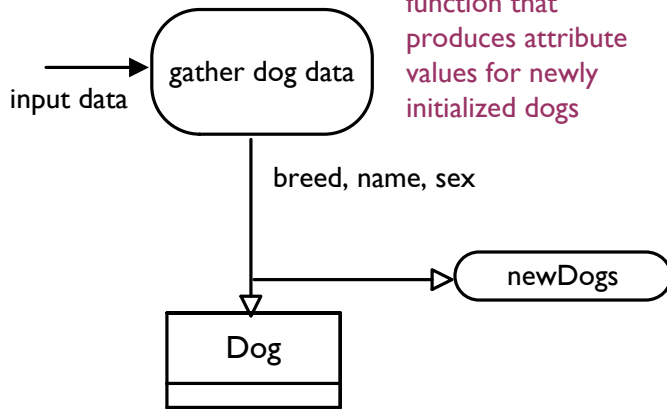 function that
produces attribute
values for newly
initialized dogs
gather dog data
input data
breed, name, sex
newDogs
Dog